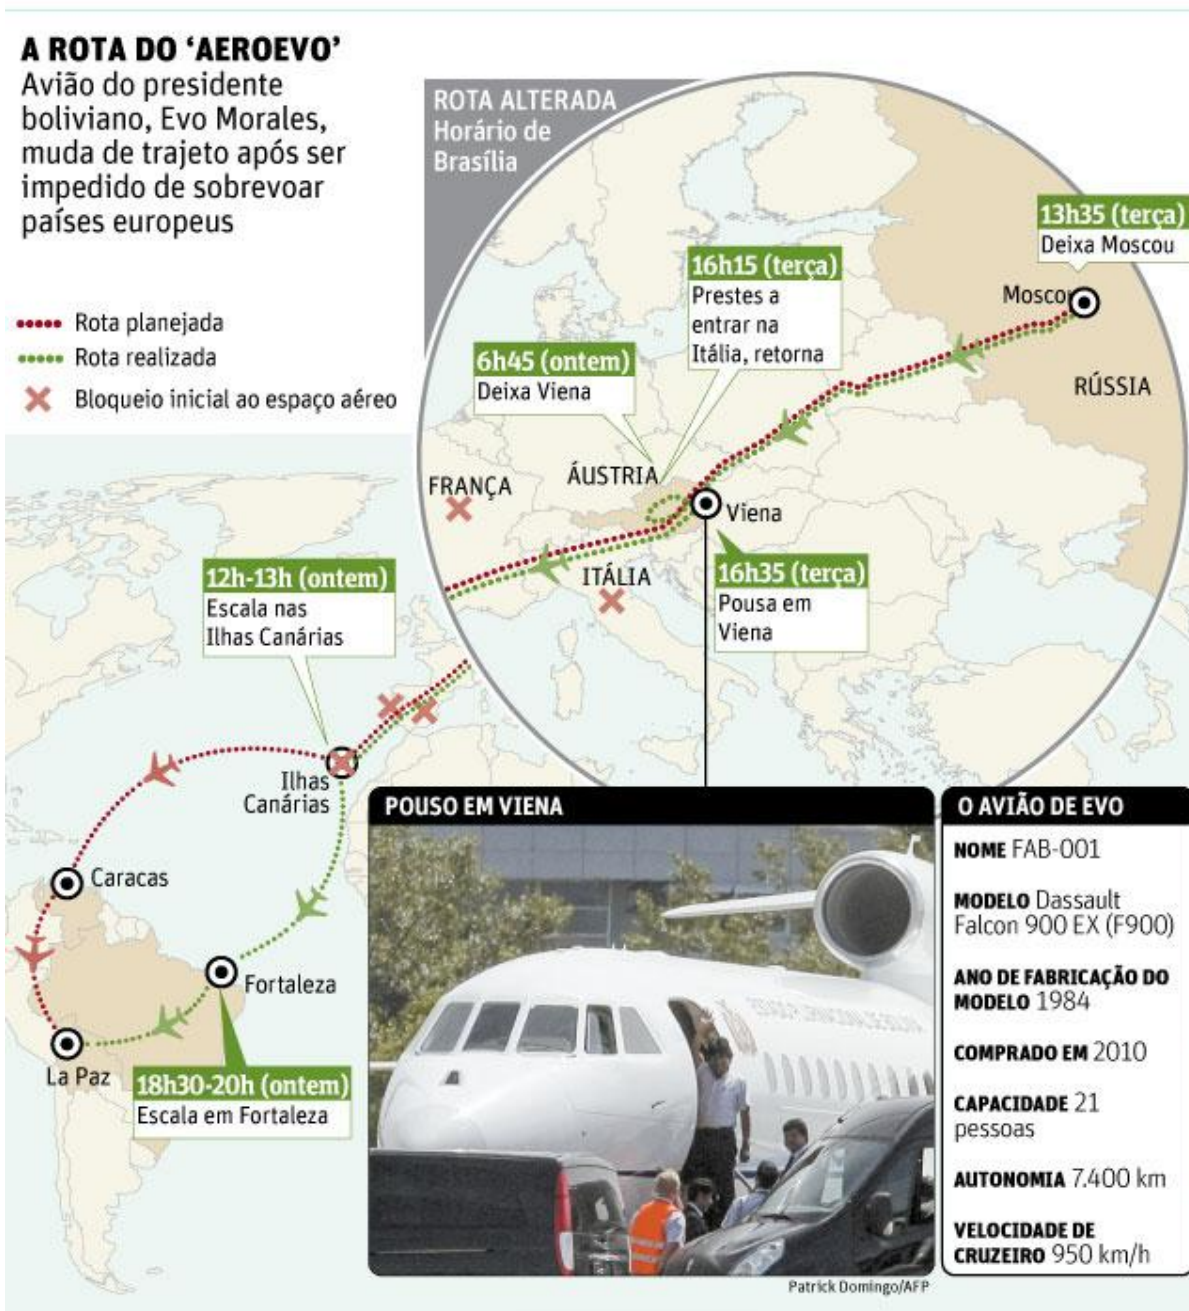 A ROTA DO ‘AEROEVO’
Avião do presidente
boliviano, Evo Morales,
muda de trajeto após ser
impedido de sobrevoar
países europeus
Rota planejada
Rota realizada
Bloqueio inicial ao espaço aéreo
ROTA ALTERADA
Horário de
Brasília
13h35 (terça)
Deixa Moscou
16h15 (terça)
Prestes a
entrar na
Itália, retorna
6h45 (ontem)
Deixa Viena
RÚSSIA
FRANÇA
ÁUSTRIA
Viena
ITÁLIA
16h35 (terça)
Pousa em
Viena
12h-13h (ontem)
Escala nas
Ilhas Canárias
Ilhas
Canárias
Caracas
Fortaleza
La Paz
18h30-20h (ontem)
Escala em Fortaleza
POUSO EM VIENA
Patrick Domingo/AFP
O AVIÃO DE EVO
NOME FAB-001
MODELO Dassault
Falcon 900 EX (F900)
ANO DE FABRICAÇÃO DO
MODELO 1984
COMPRADO EM 2010
CAPACIDADE 21
pessoas
AUTONOMIA 7.400 km
VELOCIDADE DE
CRUZEIRO 950 km/h